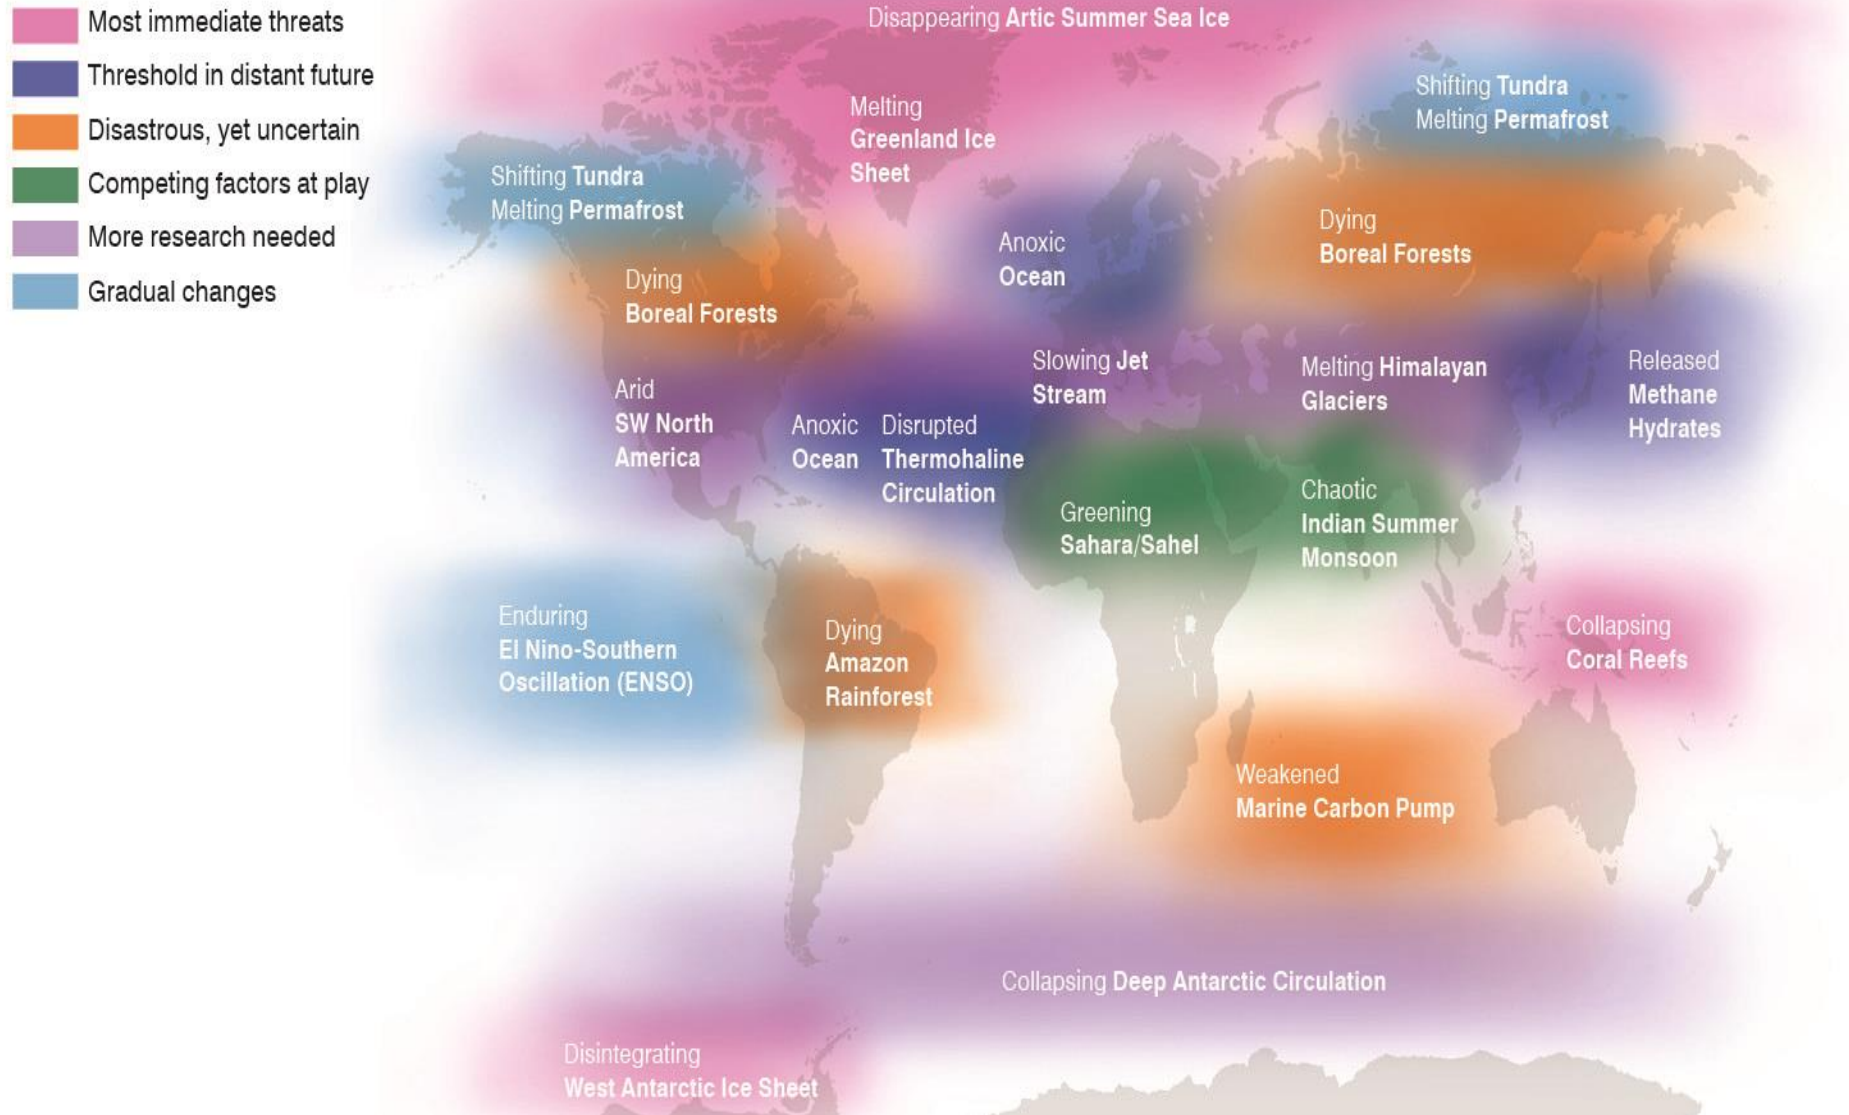 Most immediate threats
Threshold in distant future
Disastrous, yet uncertain
Competing factors at play
More research needed
Gradual changes
Disappearing Artic Summer Sea Ice
Melting
Greenland Ice
Sheet
Shifting Tundra
Melting Permafrost
Shifting Tundra
Melting Permafrost
Dying
Boreal Forests
Anoxic
Ocean
Dying
Boreal Forests
Arid
SW North
America
Anoxic
Ocean
Disrupted
Thermohaline
Circulation
Slowing Jet
Stream
Melting Himalayan
Glaciers
Released
Methane
Hydrates
Greening
Sahara/Sahel
Chaotic
Indian Summer
Monsoon
Enduring
El Nino-Southern
Oscillation (ENSO)
Dying
Amazon
Rainforest
Collapsing
Coral Reefs
Weakened
Marine Carbon Pump
Collapsing Deep Antarctic Circulation
Disintegrating
West Antarctic Ice Sheet